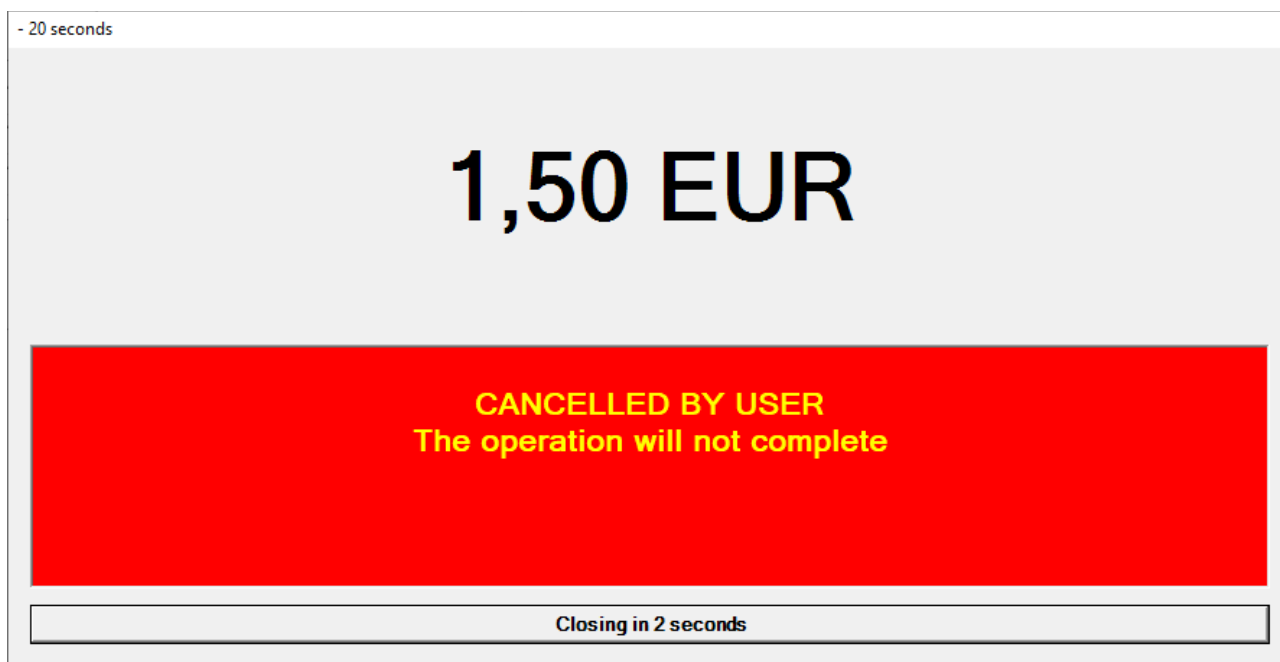 - 20 seconds
1,50 EUR
CANCELLED BY USER
The operation will not complete
Closing in 2 seconds